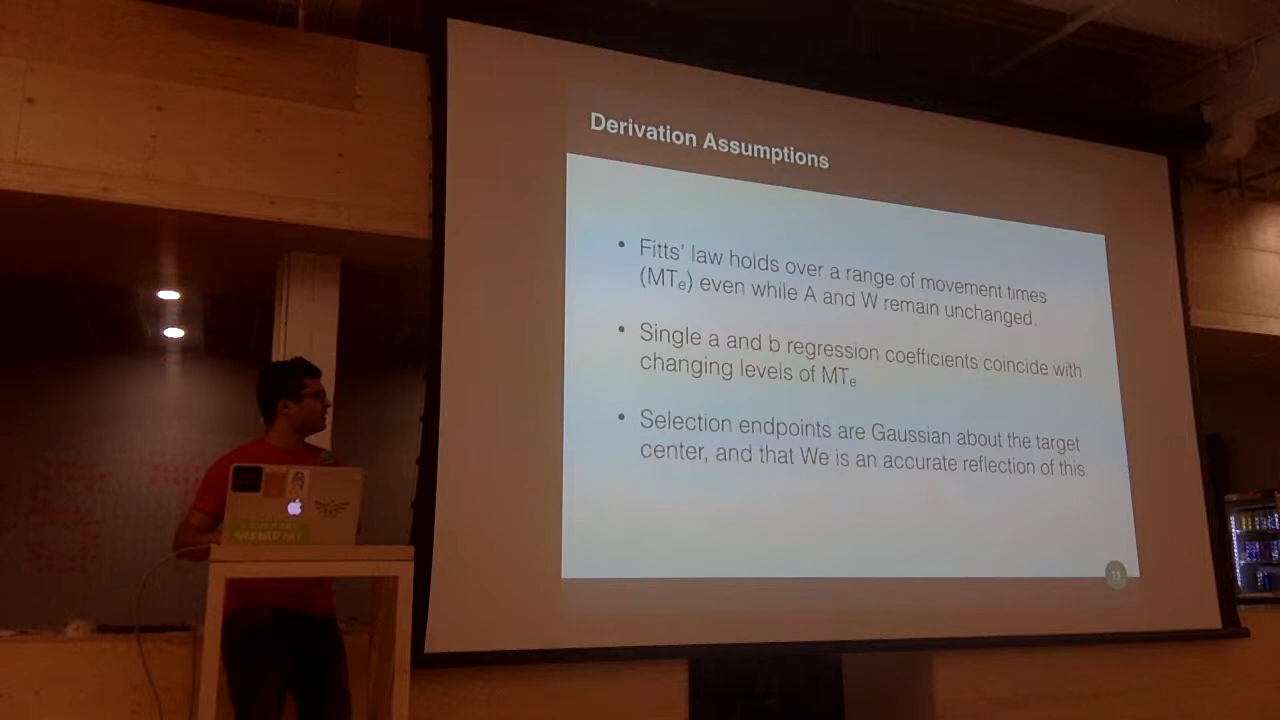 Derivation Assumptions
• Fitts' law holds over a range of movement times
(MTe) even while A and W remain unchanged.
• Single a and b regression coefficients coincide with
changing levels of MTe
• Selection endpoints are Gaussian about the target
center, and that We is an accurate reflection of this